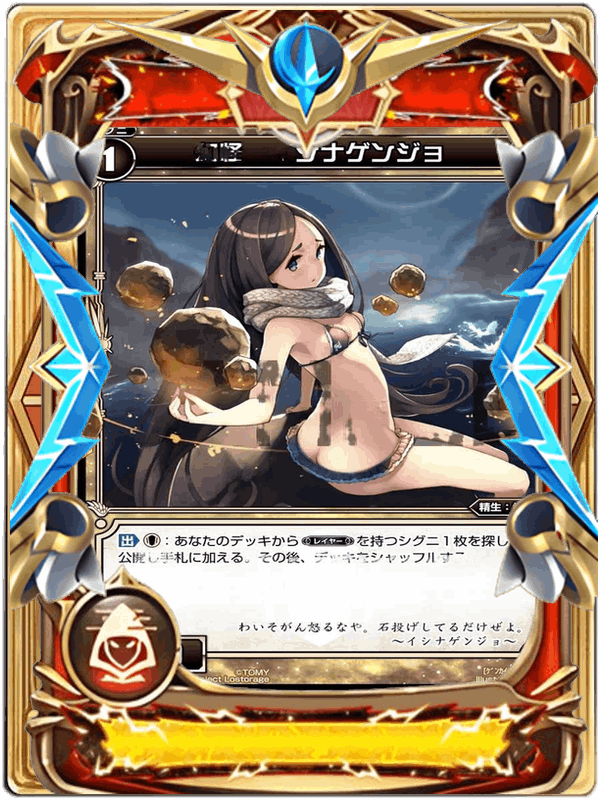 1
幻怪 イシナゲンジョ
精生：
出 ：あなたのデッキから レイヤー を持つシグニ１枚を探し
公開し手札に加える。その後、デッキをシャッフルす
わいそがん怒るなや。石投げしてるだけぜよ。
～イシナゲンジョ～
©TOMY
ject Lostorage